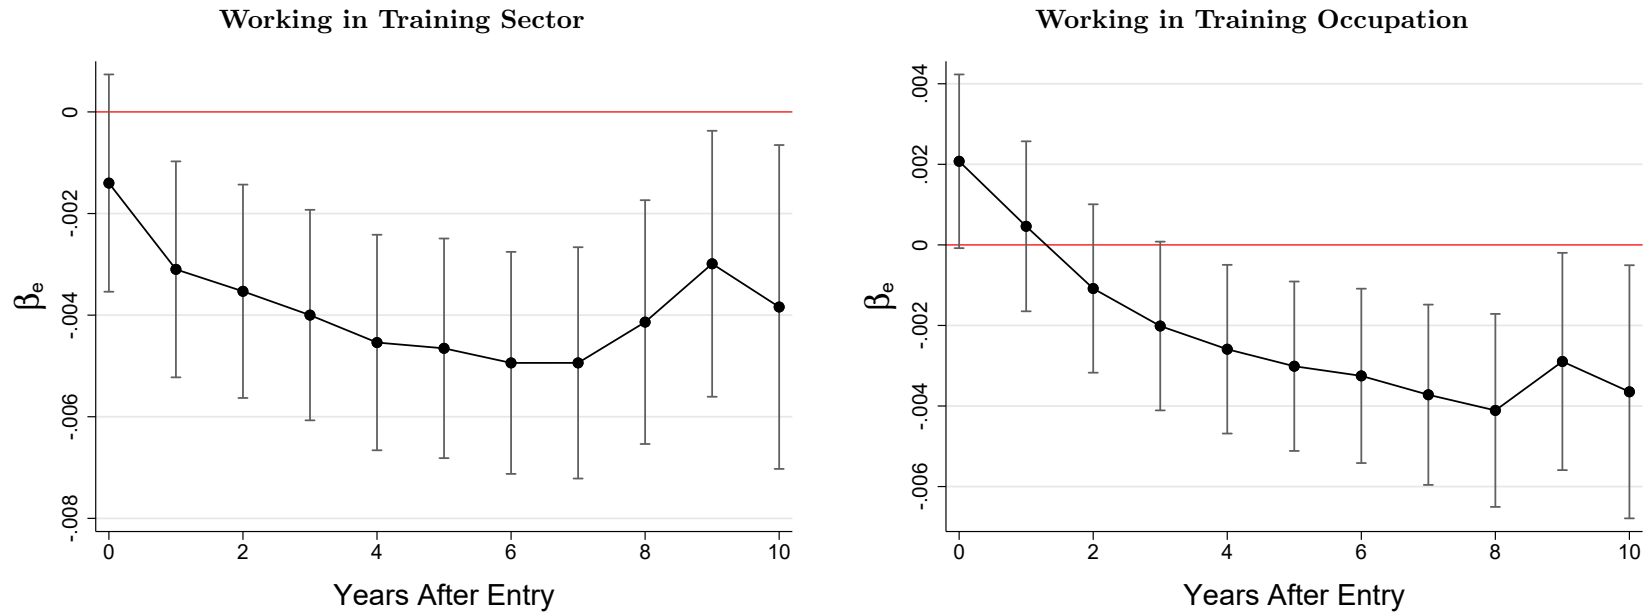 Working in Training Sector
0
-.002
-.004
-.006
-.008
βe
0 2 4 6 8 10
Years After Entry
Working in Training Occupation
.004
.002
0
-.002
-.004
-.006
βe
0 2 4 6 8 10
Years After Entry